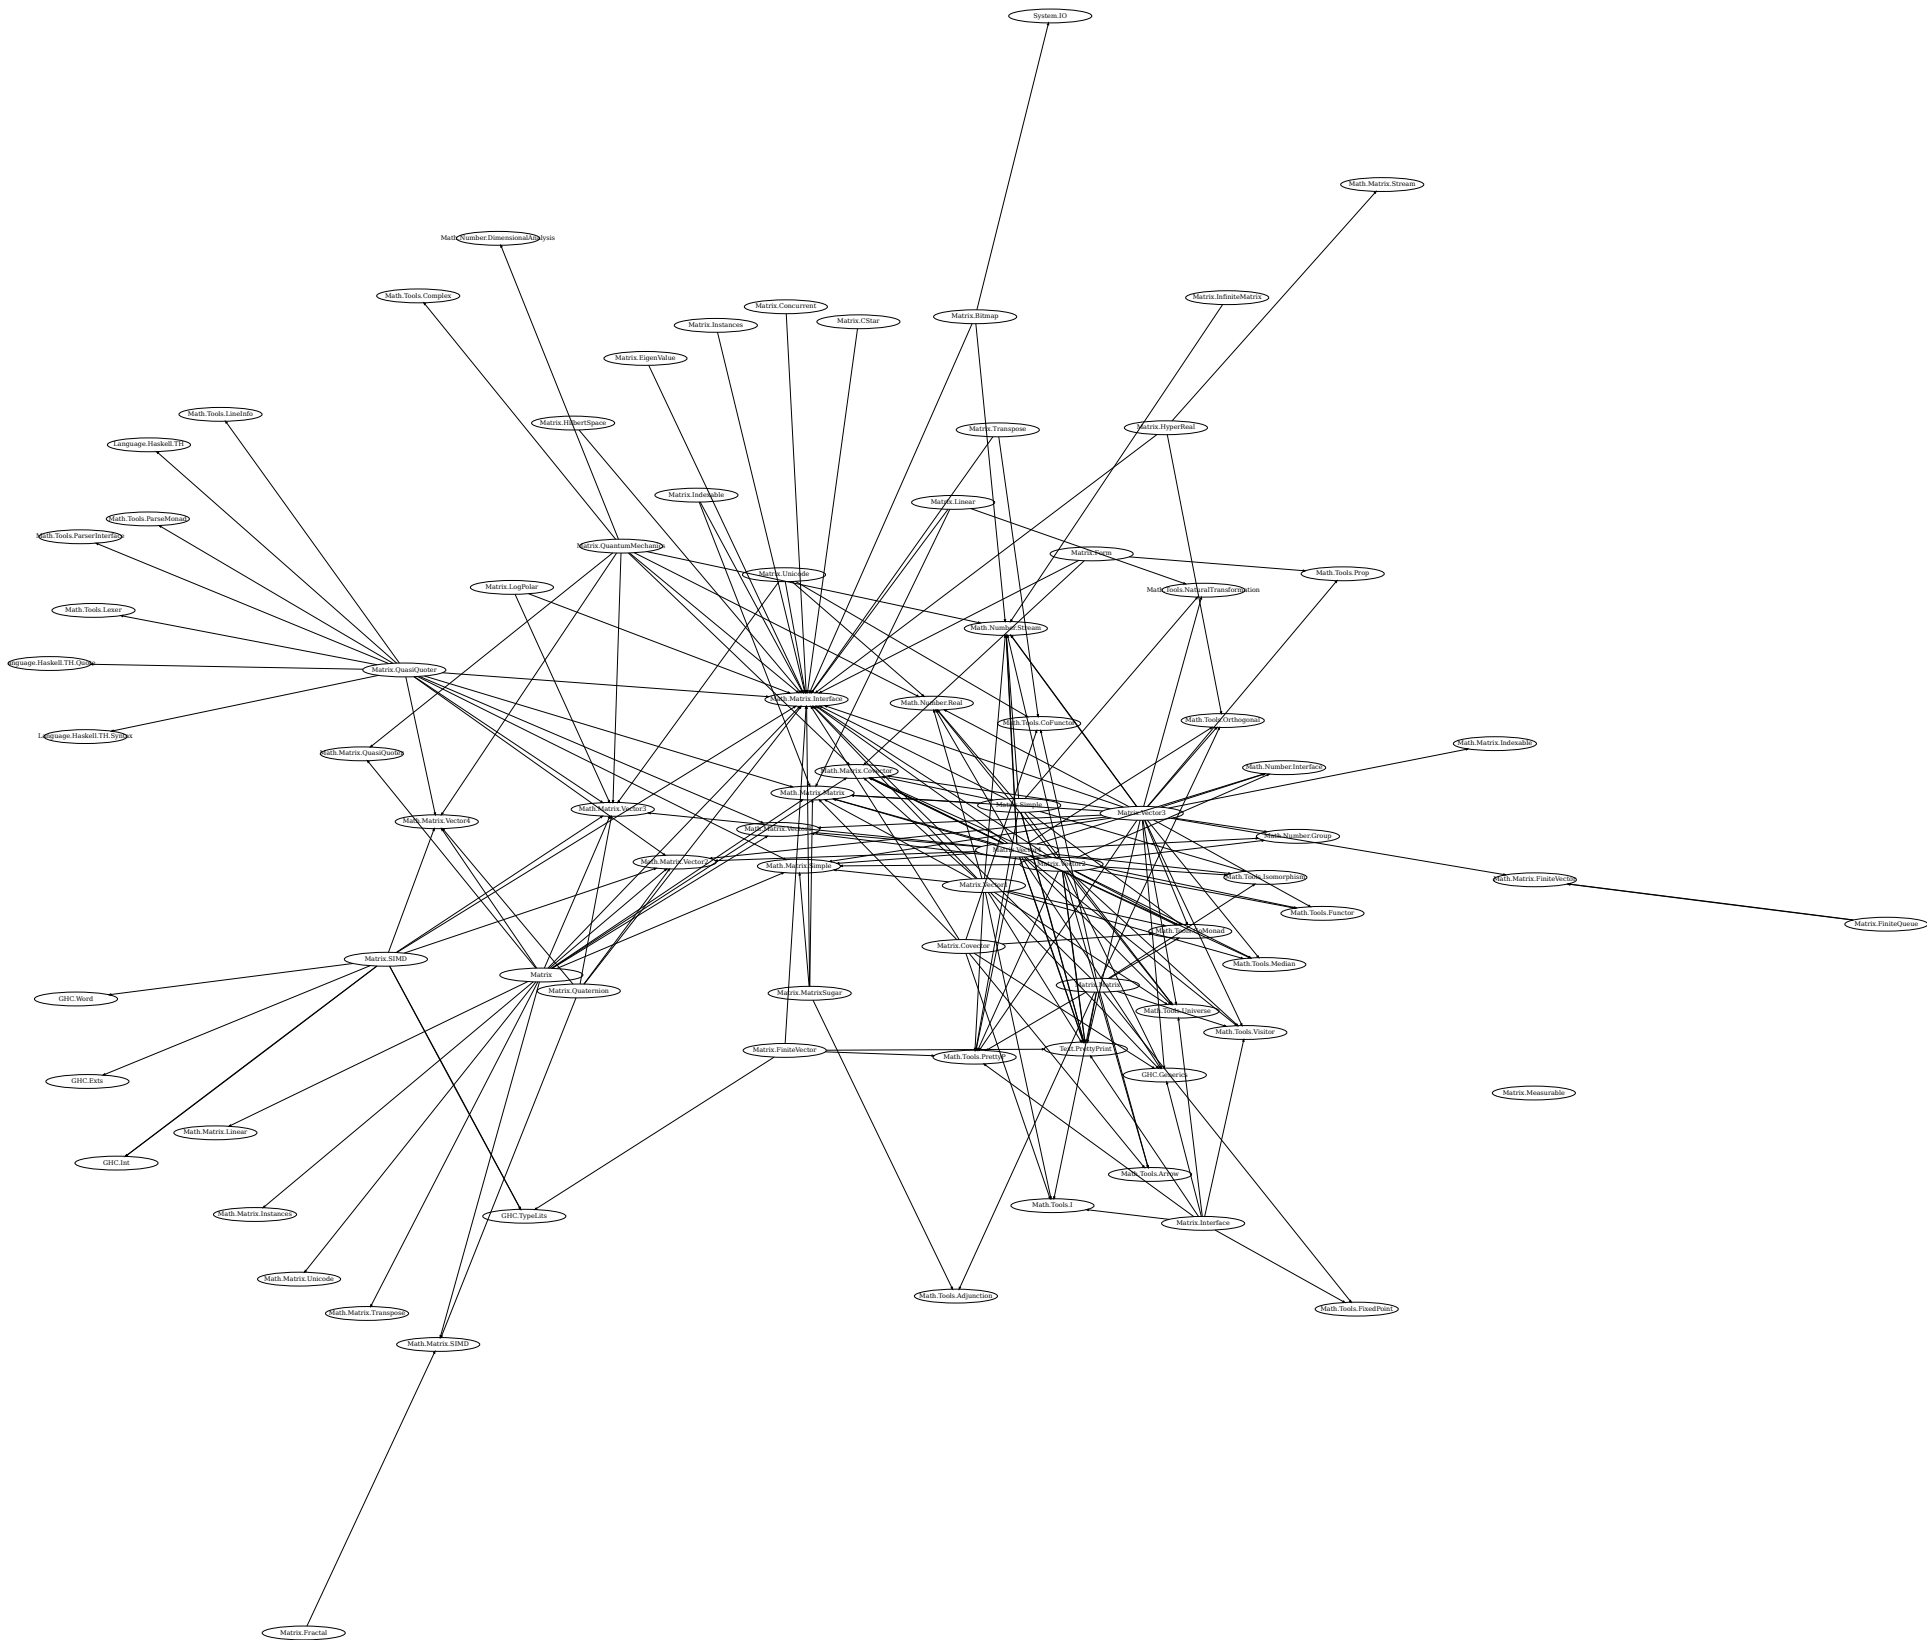 System.IO
Math.Matrix.Stream
Math.Number.DimensionalAnalysis
Math.Tools.Complex
Matrix.InfiniteMatrix
Matrix.Concurrent
Matrix.Bitmap
Matrix.CStar
Matrix.Instances
Matrix.EigenValue
Math.Tools.LineInfo
Matrix.HilbertSpace
Matrix.HyperReal
Matrix.Transpose
Language.Haskell.TH
Matrix.Indexable
Matrix.Linear
Math.Tools.ParseMonad
Math.Tools.ParserInterface
Matrix.QuantumMechanics
Matrix.Form
Math.Tools.Prop
Matrix.Unicode
Matrix.LogPolar
Math.Tools.NaturalTransformation
Math.Tools.Lexer
Math.Number.Stream
nguage.Haskell.TH.Quote
Matrix.QuasiQuoter
Math.Matrix.Interface
Math.Number.Real
Math.Tools.Orthogonal
Math.Tools.CoFunctor
Language.Haskell.TH.Syntax
Math.Matrix.Indexable
Math.Matrix.QuasiQuoter
Math.Number.Interface
Math.Matrix.Covector
Math.Matrix.Matrix
Matrix.Simple
Math.Matrix.Vector3
Matrix.Vector3
Math.Matrix.Vector4
Math.Number.Group
Math.Matrix.Vector2
Math.Matrix.Simple
Matrix.Vector2
Math.Tools.Isomorphism
Math.Matrix.FiniteVector
Matrix.Vector1
Math.Tools.Functor
Matrix.FiniteQueue
Math.Tools.CoMonad
Matrix.Covector
Matrix.SIMD
Math.Tools.Median
Matrix
Matrix.Matrix
Matrix.Quaternion
Matrix.MatrixSugar
GHC.Word
Math.Tools.Universe
Math.Tools.Visitor
Matrix.FiniteVector
Text.PrettyPrint
Math.Tools.PrettyP
GHC.Generics
GHC.Exts
Matrix.Measurable
Math.Matrix.Linear
GHC.Int
Math.Tools.Arrow
Math.Tools.I
Math.Matrix.Instances
GHC.TypeLits
Matrix.Interface
Math.Matrix.Unicode
Math.Tools.Adjunction
Math.Tools.FixedPoint
Math.Matrix.Transpose
Math.Matrix.SIMD
Matrix.Fractal